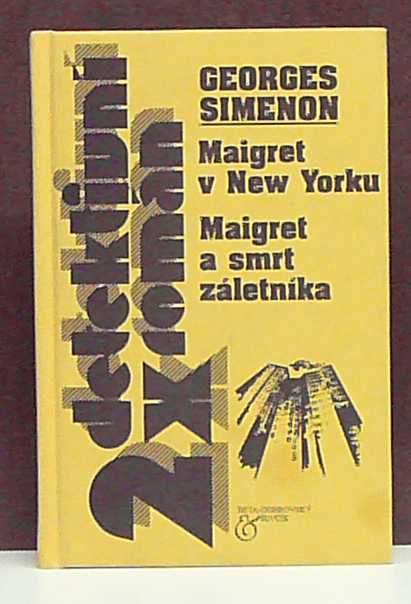 2x detektivní
román
GEORGES
SIMENON
Maigret
v New Yorku
Maigret
a smrt
záletníka
&